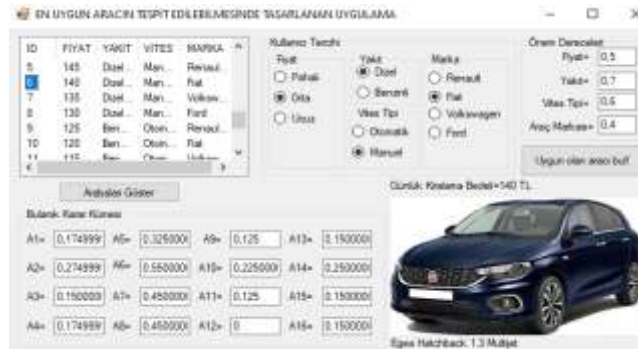 EN UYGUN ARACIN TESPİT EDİLEBİLMESİNDE TASARLANAN UYGULAMA
ID FIYAT YAKIT VITES MARKA
5 145 Dizel... Man... Renaul...
6 140 Dizel... Man... Fiat
7 135 Dizel... Man... Volksw...
8 130 Dizel... Man... Ford
9 125 Ben... Otom... Renaul...
10 120 Ben... Otom... Fiat
11 115 Ben... Otom... Volksw...
Arabaları Göster
Kullanıcı Tercihi
Fiyat
Pahalı
Orta
Ucuz
Yakıt
Dizel
Benzinli
Vites Tipi
Otomatik
Manuel
Marka
Renault
Fiat
Volkswagen
Ford
Önem Dereceleri
Fiyatı= 0,5
Yakıt= 0,7
Vites Tipi= 0,6
Araç Markası= 0,4
Uygun olan aracı bul!
Bulanık Karar Kümesi
A1= 0.174999 A5= 0.325000 A9= 0.125 A13= 0.150000
A2= 0.274999 A6= 0.550000 A10= 0.225000 A14= 0.250000
A3= 0.150000 A7= 0.450000 A11= 0.125 A15= 0.150000
A4= 0.174999 A8= 0.450000 A12= 0 A16= 0.150000
Günlük Kiralama Bedeli=140 TL
Egea Hatchback 1.3 Multijet